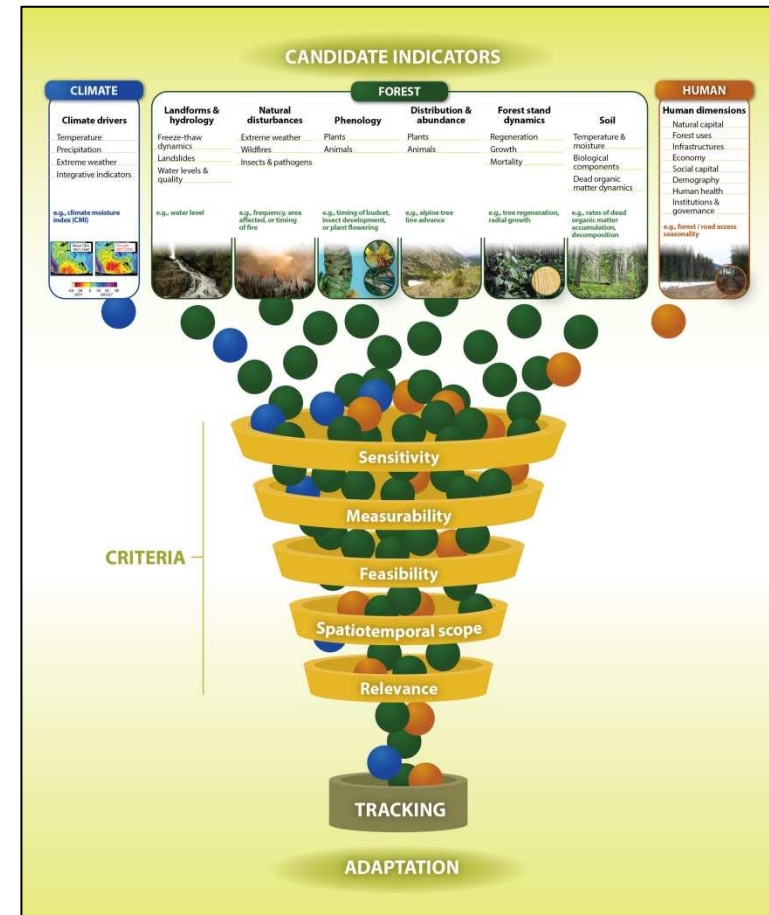 CANDIDATE INDICATORS
CLIMATE
Climate drivers
Temperature
Precipitation
Extreme weather
Integrative indicators
e.g., climate moisture
index (CMI)
FOREST
Landforms &
hydrology
Freeze-thaw
dynamics
Landslides
Water levels &
quality
e.g., water level
Natural
disturbances
Extreme weather
Wildfires
Insects & pathogens
e.g., frequency, area
affected, or timing
of fire
Phenology
Plants
Animals
e.g., timing of budset,
insect development,
or plant flowering
Distribution &
abundance
Plants
Animals
e.g., alpine tree
line advance
Forest stand
dynamics
Regeneration
Growth
Mortality
e.g., tree regeneration,
radial growth
Soil
Temperature &
moisture
Biological
components
Dead organic
matter dynamics
e.g., rates of dead
organic matter
accumulation,
decomposition
HUMAN
Human dimensions
Natural capital
Forest uses
Infrastructures
Economy
Social capital
Demography
Human health
Institutions &
governance
e.g., forest / road access
seasonality
CRITERIA
Sensitivity
Measurability
Feasibility
Spatiotemporal scope
Relevance
TRACKING
ADAPTATION